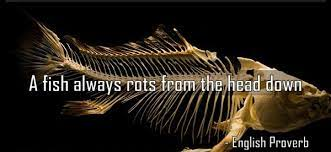 A fish always rots from the head down
- English Proverb